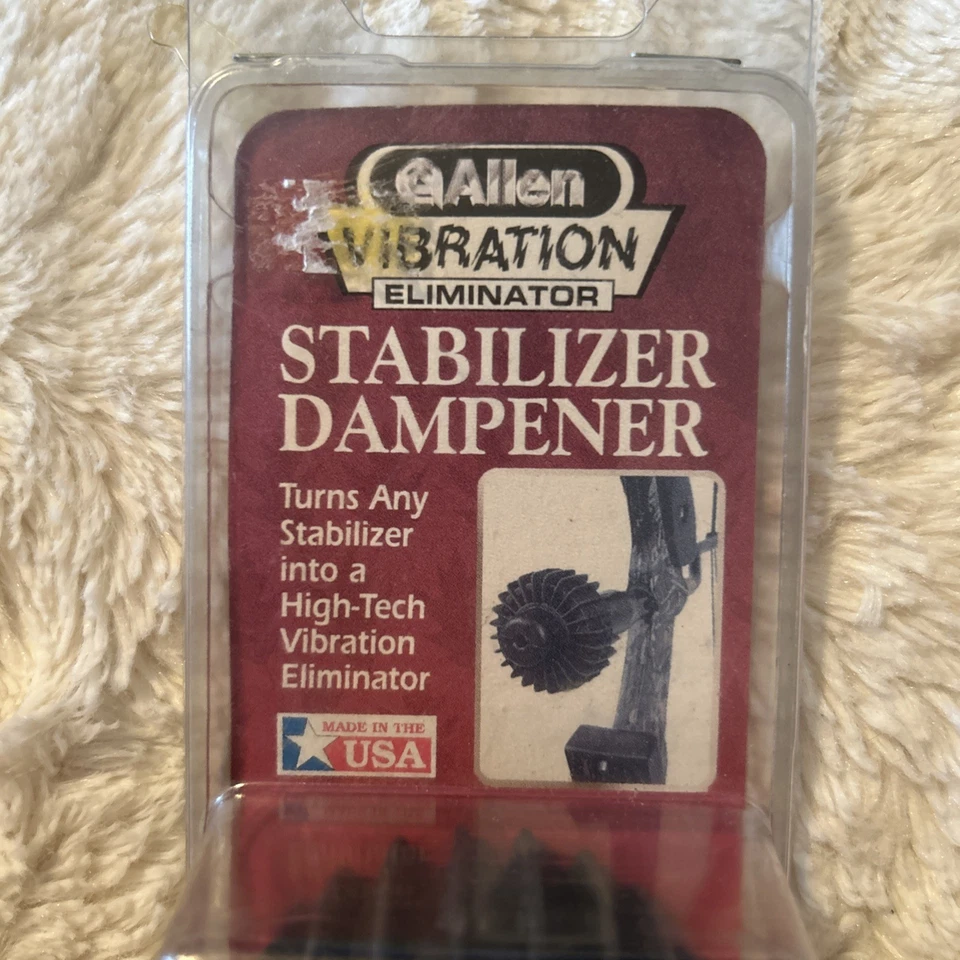 Allen
VIBRATION
ELIMINATOR
STABILIZER
DAMPENER
Turns Any
Stabilizer
into a
High-Tech
Vibration
Eliminator
MADE IN THE
USA